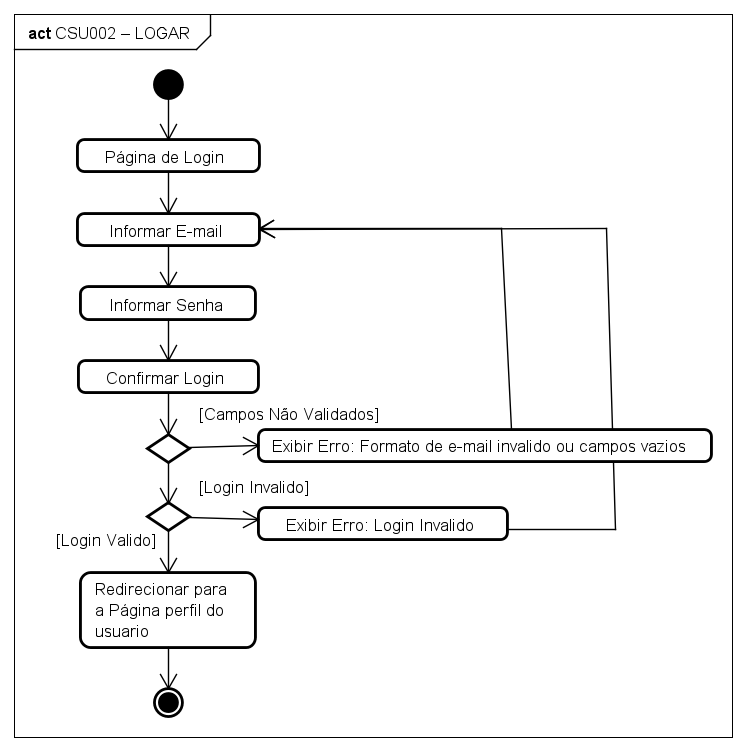 act CSU002 – LOGAR
Página de Login
Informar E-mail
Informar Senha
Confirmar Login
[Campos Não Validados]
Exibir Erro: Formato de e-mail invalido ou campos vazios
[Login Invalido]
Exibir Erro: Login Invalido
[Login Valido]
Redirecionar para
a Página perfil do
usuario